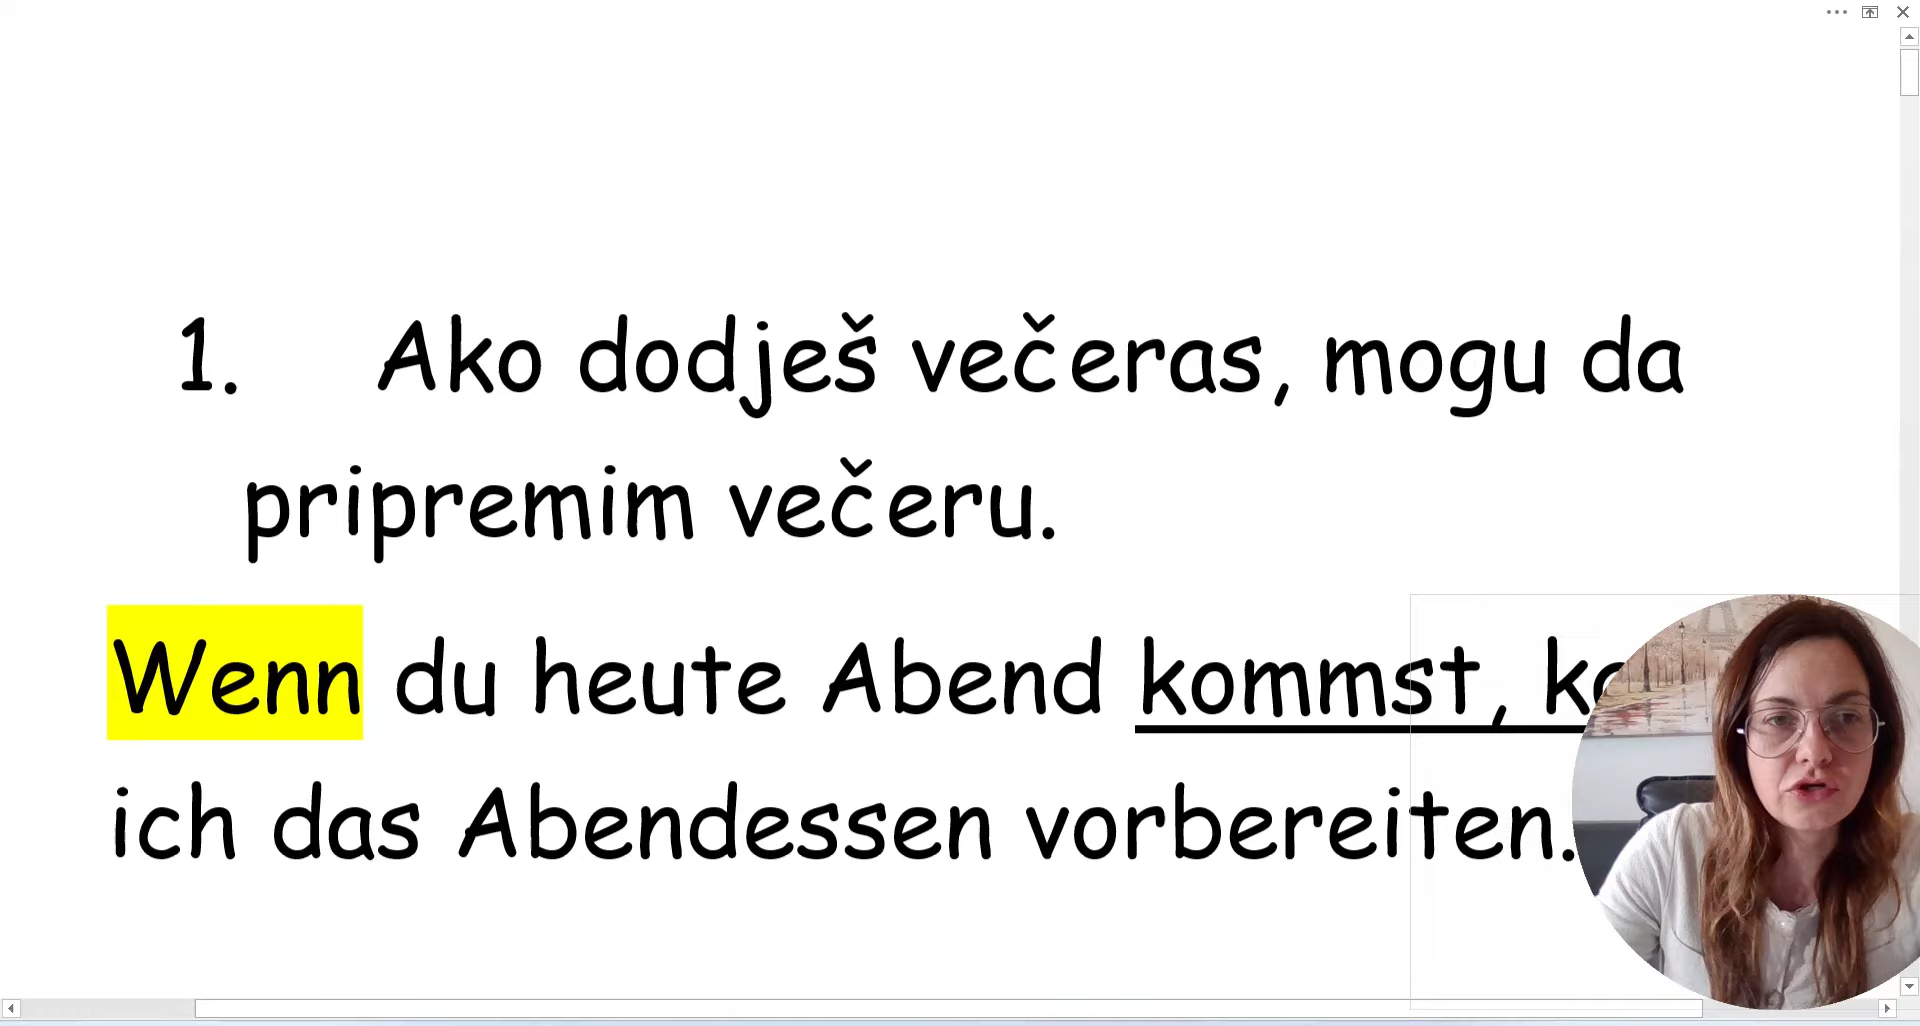 1. Ako dodješ večeras, mogu da
pripremim večeru.
Wenn du heute Abend kommst,
ich das Abendessen vorbereiten.